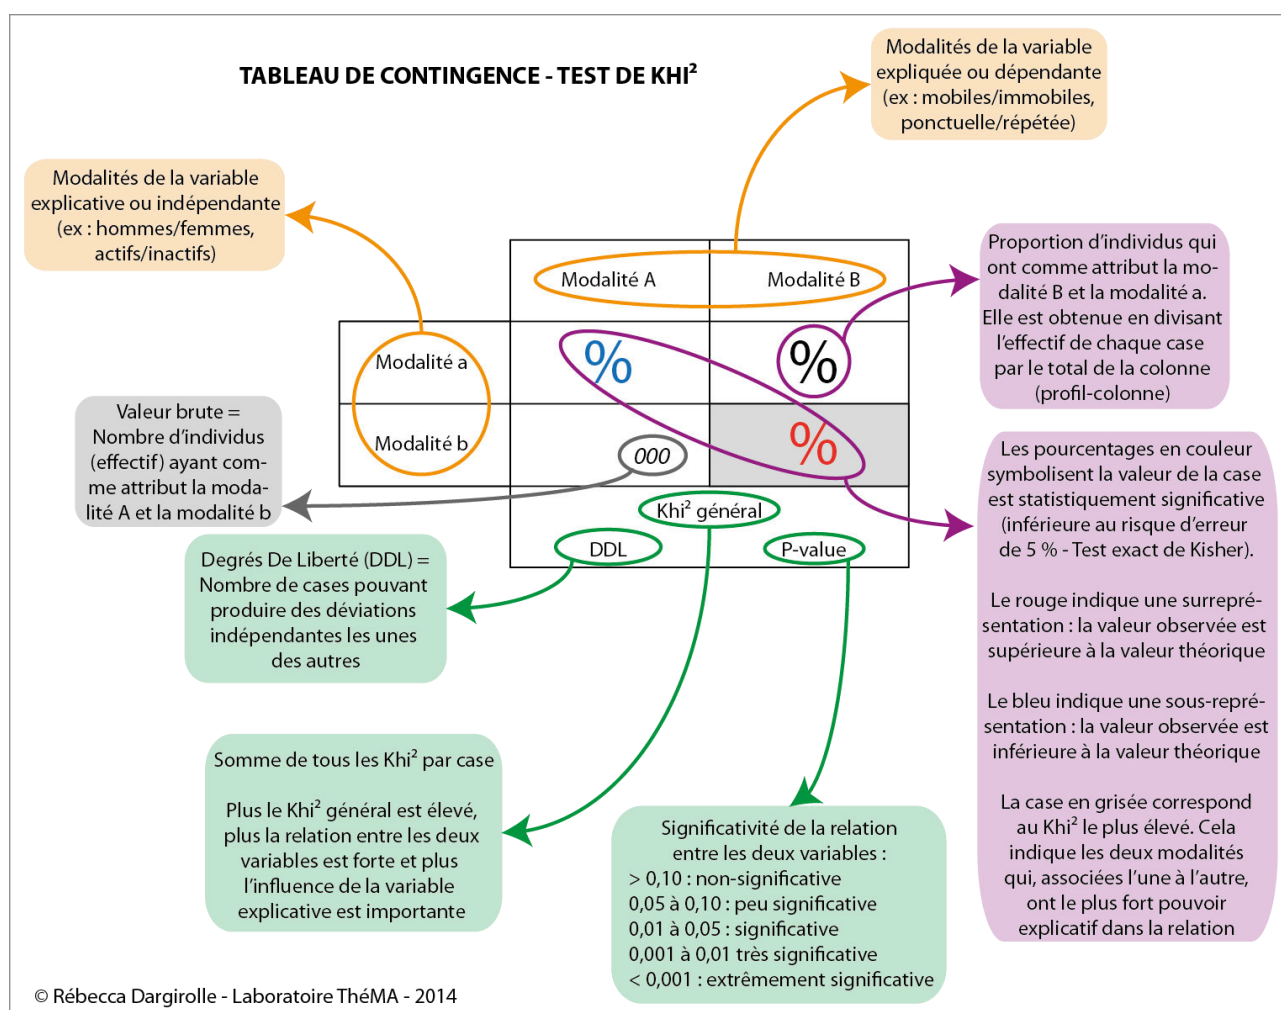 TABLEAU DE CONTINGENCE - TEST DE KHI²
Modalités de la variable
expliquée ou dépendante
(ex : mobiles/immobiles,
ponctuelle/répétée)
Modalités de la variable
explicative ou indépendante
(ex : hommes/femmes,
actifs/inactifs)
Modalité A
Modalité B
Modalité a
%
%
Modalité b
000
%
Khi² général
DDL
P-value
Proportion d’individus qui
ont comme attribut la mo-
dalité B et la modalité a.
Elle est obtenue en divisant
l’effectif de chaque case
par le total de la colonne
(profil-colonne)
Valeur brute =
Nombre d’individus
(effectif) ayant com-
me attribut la moda-
lité A et la modalité b
Les pourcentages en couleur
symbolisent la valeur de la case
est statistiquement significative
(inférieure au risque d’erreur
de 5 % - Test exact de Kisher).
Le rouge indique une surrepré-
sentation : la valeur observée est
supérieure à la valeur théorique
Le bleu indique une sous-repré-
sentation : la valeur observée est
inférieure à la valeur théorique
La case en grisée correspond
au Khi² le plus élevé. Cela
indique les deux modalités
qui, associées l’une à l’autre,
ont le plus fort pouvoir
explicatif dans la relation
Degrés De Liberté (DDL) =
Nombre de cases pouvant
produire des déviations
indépendantes les unes
des autres
Somme de tous les Khi² par case
Plus le Khi² général est élevé,
plus la relation entre les deux
variables est forte et plus
l’influence de la variable
explicative est importante
Significativité de la relation
entre les deux variables :
> 0,10 : non-significative
0,05 à 0,10 : peu significative
0,01 à 0,05 : significative
0,001 à 0,01 très significative
< 0,001 : extrêmement significative
© Rébecca Dargirolle - Laboratoire ThéMA - 2014